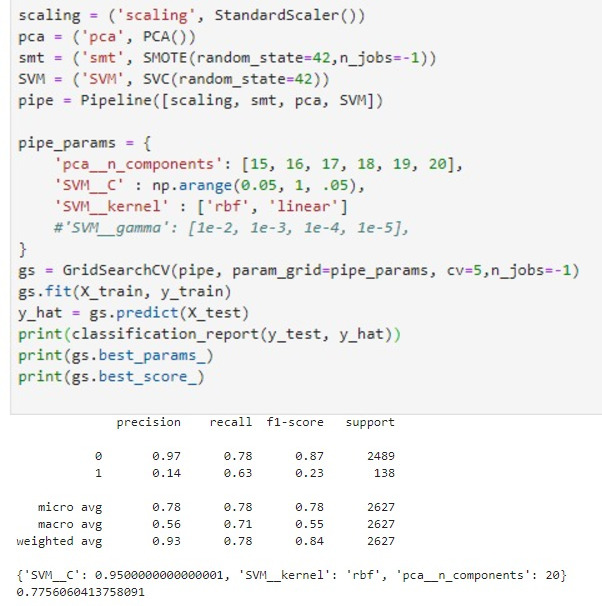 scaling = ('scaling', StandardScaler())
pca = ('pca', PCA())
smt = ('smt', SMOTE(random_state=42,n_jobs=-1))
SVM = ('SVM', SVC(random_state=42))
pipe = Pipeline([scaling, smt, pca, SVM])
pipe_params = {
'pca__n_components': [15, 16, 17, 18, 19, 20],
'SVM__C' : np.arange(0.05, 1, .05),
'SVM__kernel' : ['rbf', 'linear']
#'SVM__gamma': [1e-2, 1e-3, 1e-4, 1e-5],
}
gs = GridSearchCV(pipe, param_grid=pipe_params, cv=5,n_jobs=-1)
gs.fit(X_train, y_train)
y_hat = gs.predict(X_test)
print(classification_report(y_test, y_hat))
print(gs.best_params_)
print(gs.best_score_)
precision recall f1-score support
0 0.97 0.78 0.87 2489
1 0.14 0.63 0.23 138
micro avg 0.78 0.78 0.78 2627
macro avg 0.56 0.71 0.55 2627
weighted avg 0.93 0.78 0.84 2627
{'SVM__C': 0.9500000000000001, 'SVM__kernel': 'rbf', 'pca__n_components': 20}
0.7756060413758091